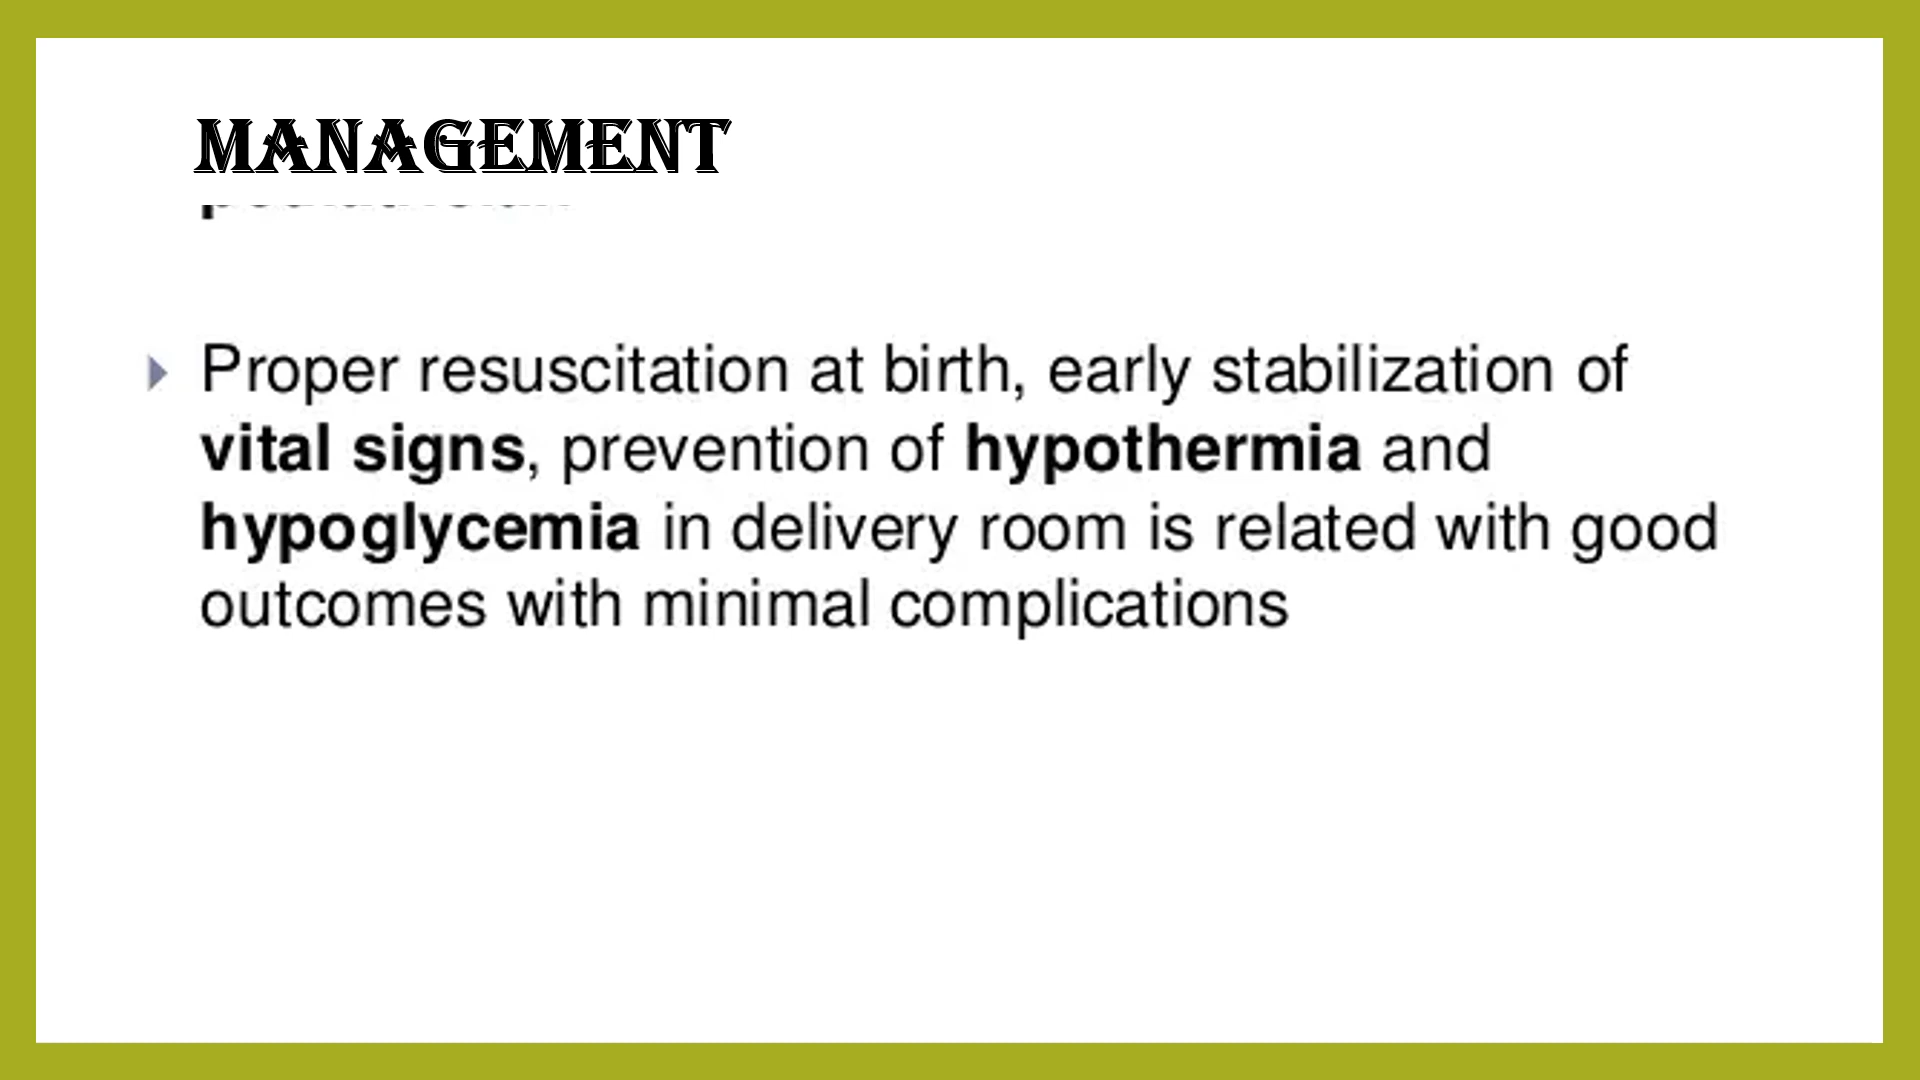 MANAGEMENT
Proper resuscitation at birth, early stabilization of
vital signs, prevention of hypothermia and
hypoglycemia in delivery room is related with good
outcomes with minimal complications